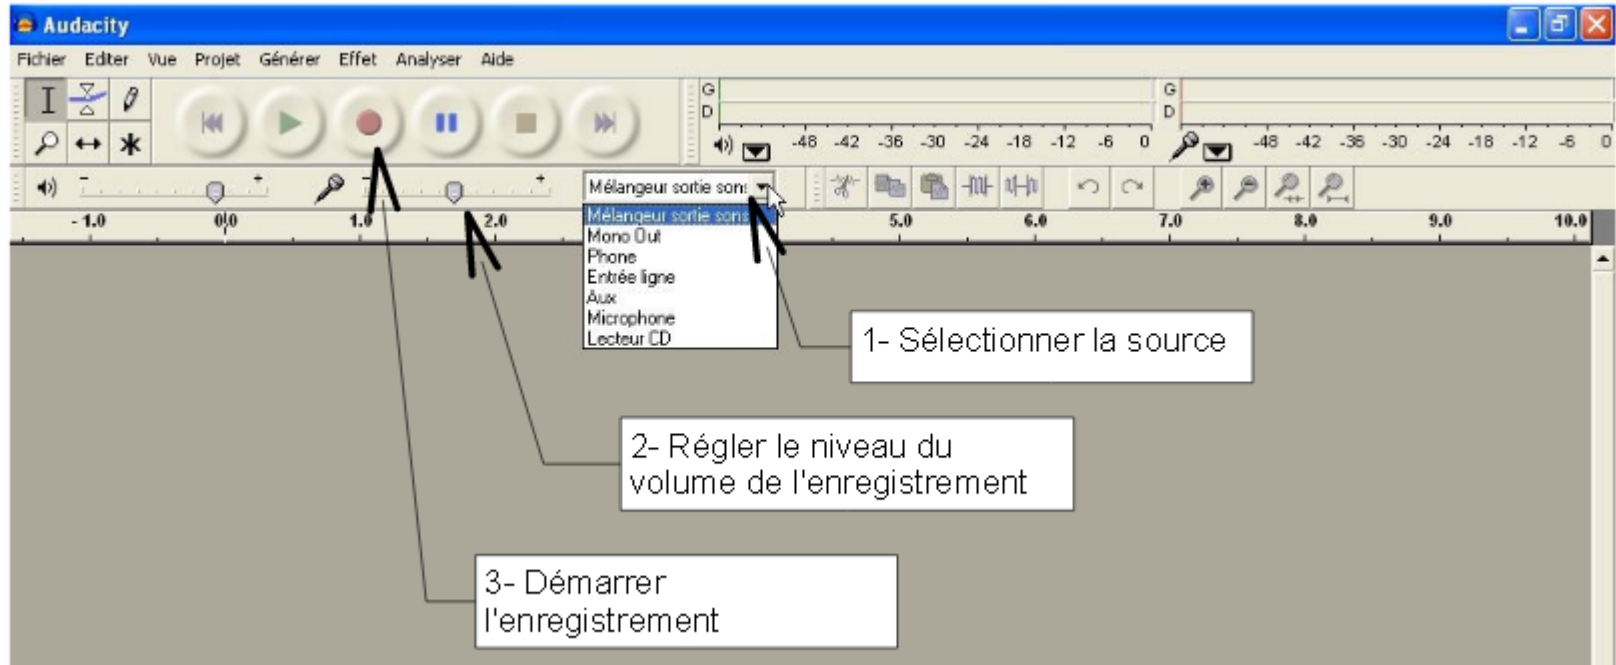 Audacity
Fichier Editer Vue Projet Générer Effet Analyser Aide
G
D
-48 -42 -36 -30 -24 -18 -12 -6 0
G
D
-48 -42 -36 -30 -24 -18 -12 -6 0
- + - +
Mélangeur sortie sons
- 1.0 0,0 1.0 2.0 5.0 6.0 7.0 8.0 9.0 10.0
Mélangeur sortie sons
Mono Out
Phone
Entrée ligne
Aux
Microphone
Lecteur CD
1- Sélectionner la source
2- Régler le niveau du
volume de l'enregistrement
3- Démarrer
l'enregistrement